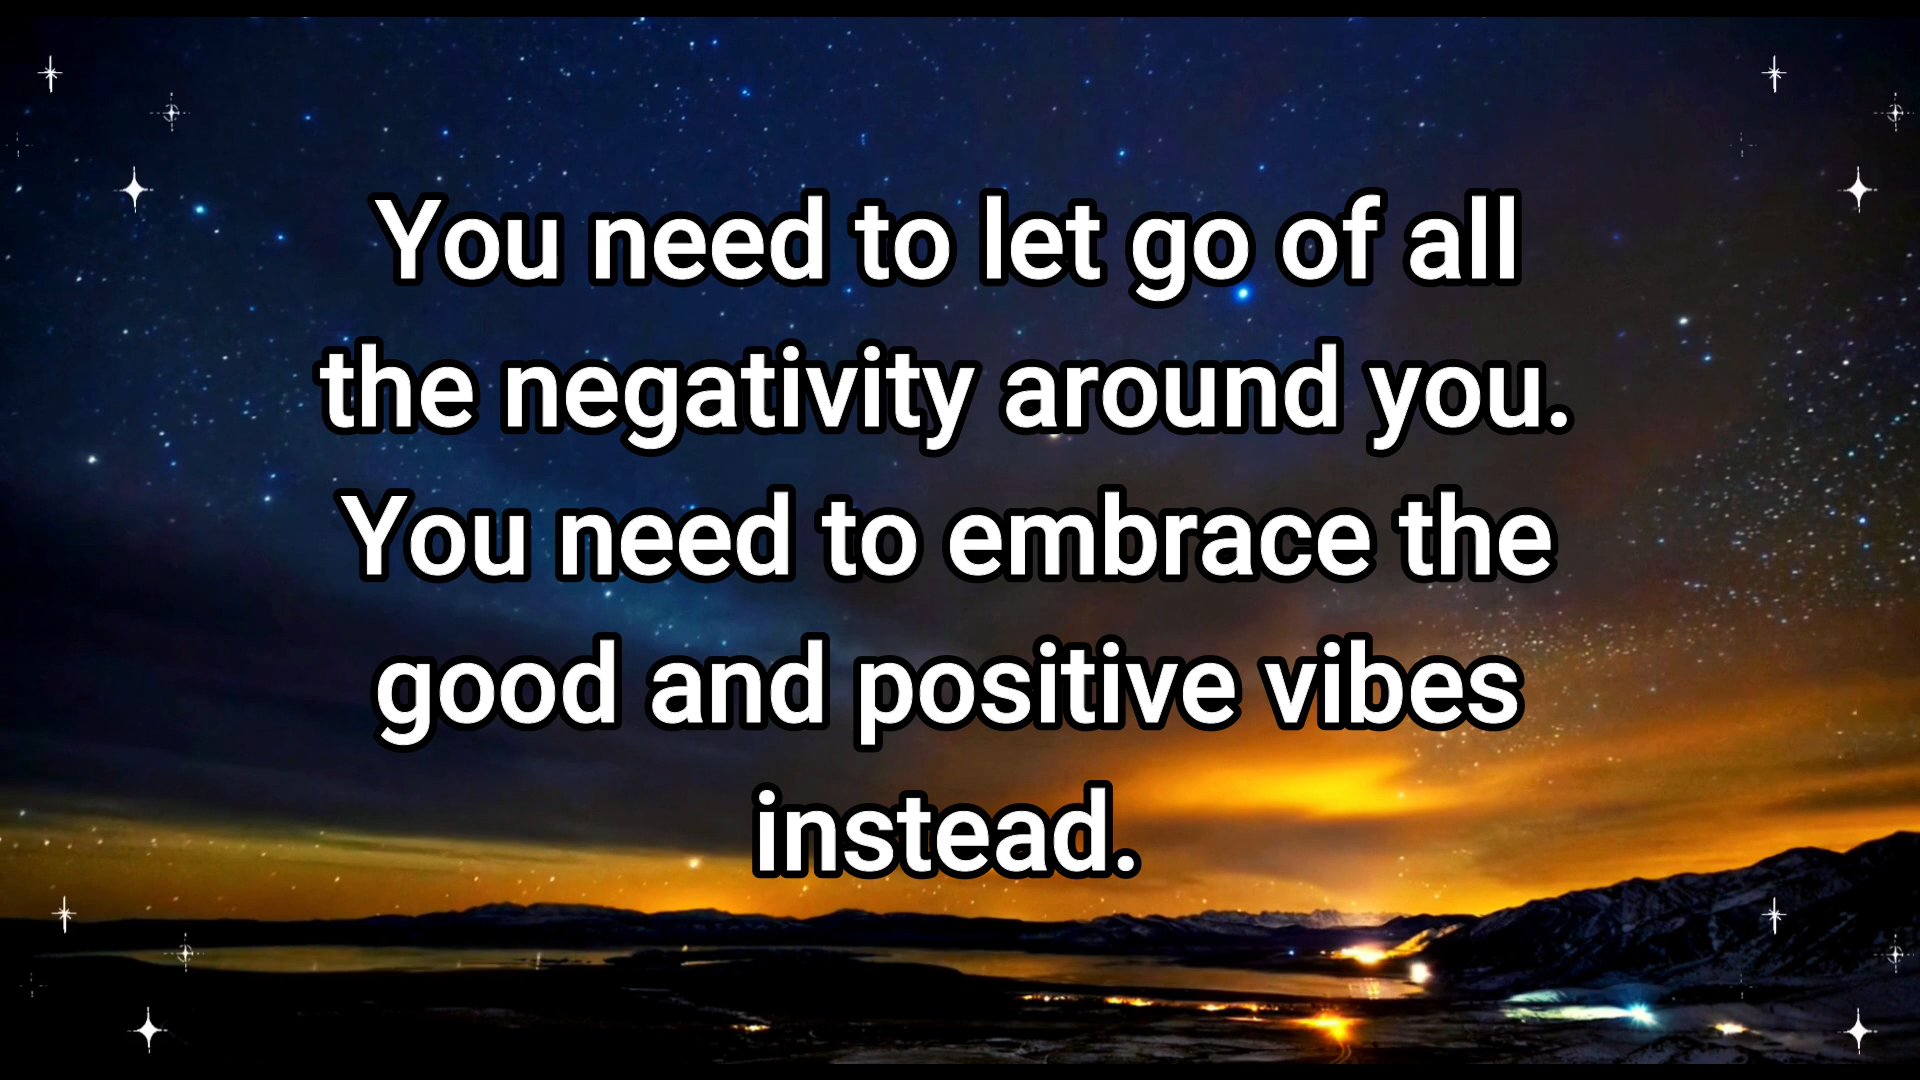 You need to let go of all
the negativity around you.
You need to embrace the
good and positive vibes
instead.